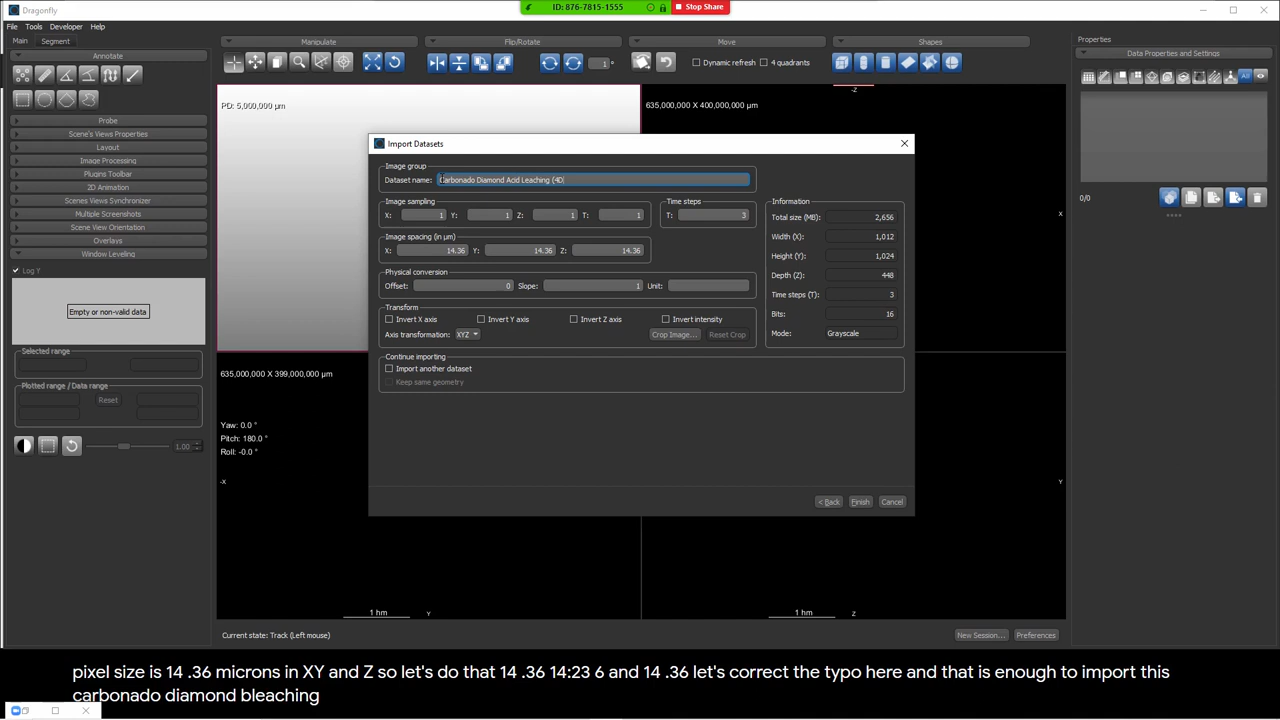 Dragonfly
ID: 876-7815-1555 Stop Share
File Tools Developer Help
Main Segment
Manipulate Flip/Rotate Move Shapes
Properties
Annotate
Data Properties and Settings
1 °
Dynamic refresh 4 quadrants
All
PD: 5,000,000 µm
635,000,000 X 400,000,000 µm
-Z
Probe
Scene's Views Properties
Layout
Image Processing
Plugins Toolbar
2D Animation
Scenes Views Synchronizer
Multiple Screenshots
Scene View Orientation
Overlays
Window Leveling
Log Y
Empty or non-valid data
Selected range
Plotted range / Data range
Reset
1.00
Import Datasets
Image group
Dataset name: Carbonado Diamond Acid Leaching (4D
Image sampling
X: 1 Y: 1 Z: 1 T: 1
Time steps
T: 3
Image spacing (in µm)
X: 14.36 Y: 14.36 Z: 14.36
Physical conversion
Offset: 0 Slope: 1 Unit:
Transform
Invert X axis Invert Y axis Invert Z axis Invert intensity
Axis transformation: XYZ Crop Image... Reset Crop
Continue importing
Import another dataset
Keep same geometry
Information
Total size (MB): 2,656
Width (X): 1,012
Height (Y): 1,024
Depth (Z): 448
Time steps (T): 3
Bits: 16
Mode: Grayscale
< Back Finish Cancel
X
635,000,000 X 399,000,000 µm
Yaw: 0.0 °
Pitch: 180.0 °
Roll: -0.0 °
-X
Y
1 hm Y
1 hm Z
Current state: Track (Left mouse)
New Session... Preferences
pixel size is 14 .36 microns in XY and Z so let's do that 14 .36 14:23 6 and 14 .36 let's correct the typo here and that is enough to import this
carbonado diamond bleaching